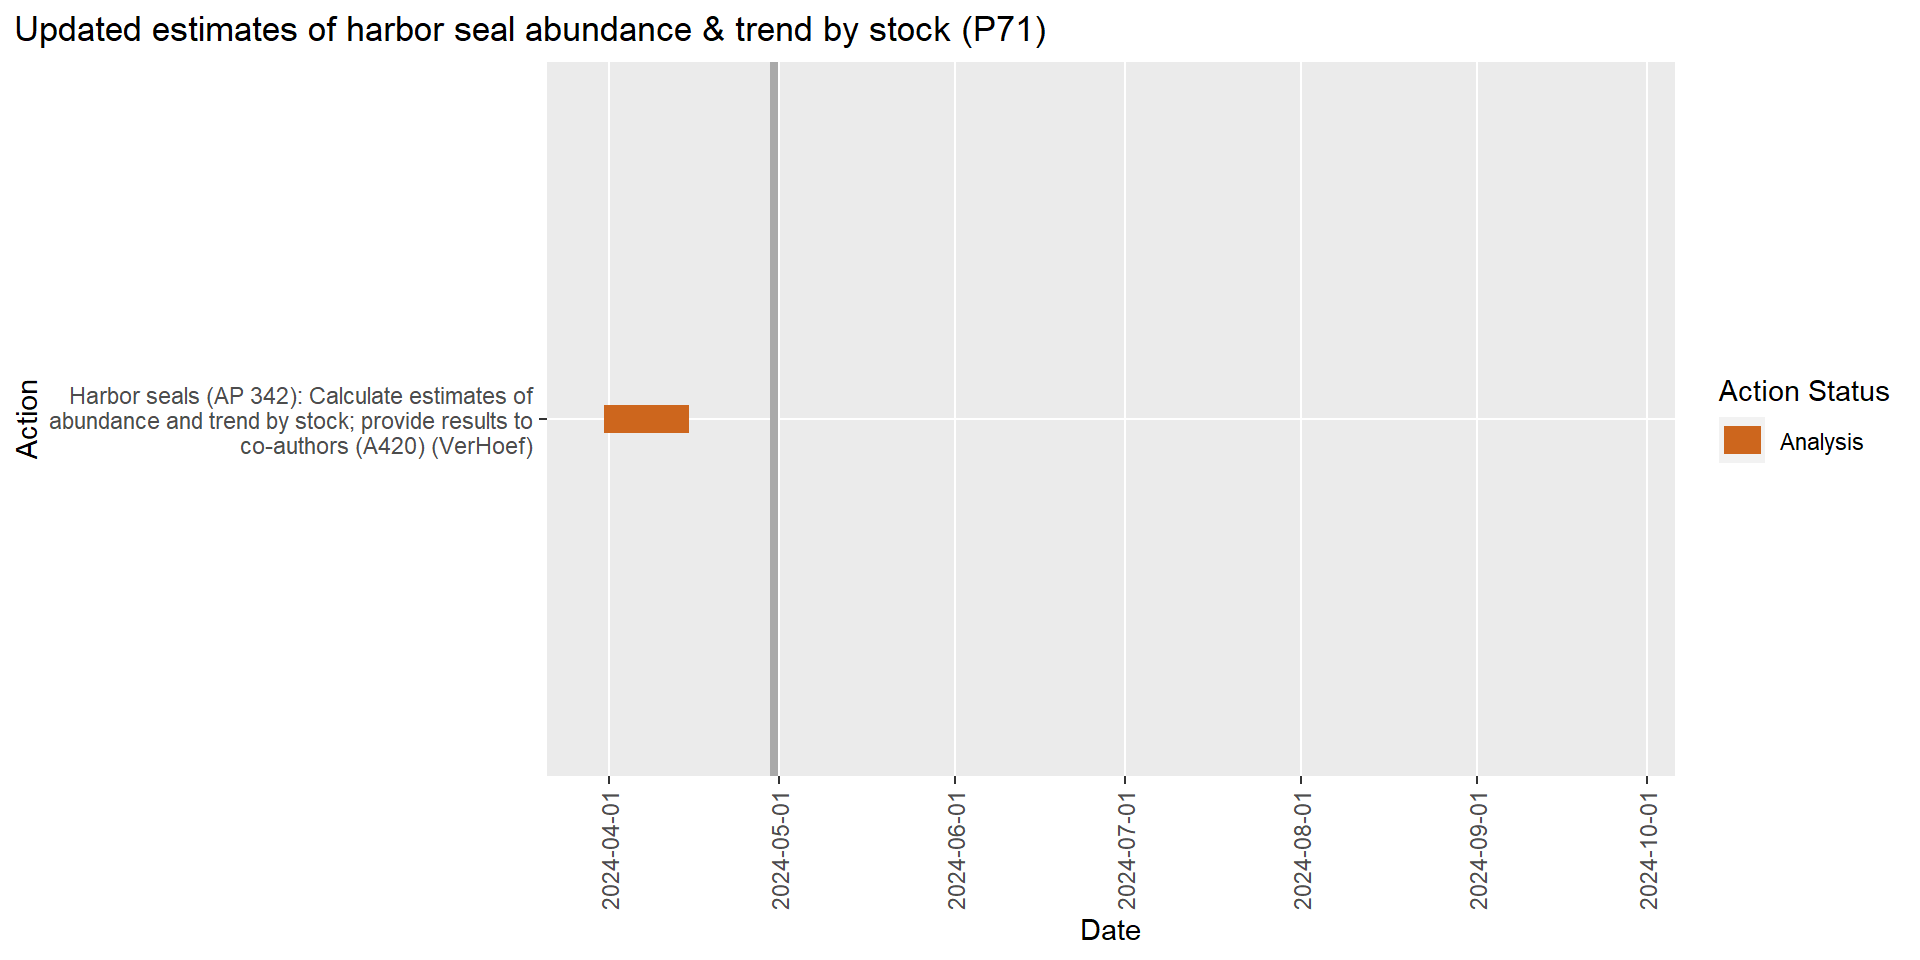 Updated estimates of harbor seal abundance & trend by stock (P71)
Action
Harbor seals (AP 342): Calculate estimates of
abundance and trend by stock; provide results to
co-authors (A420) (VerHoef)
Action Status
Analysis
2024-04-01
2024-05-01
2024-06-01
2024-07-01
2024-08-01
2024-09-01
2024-10-01
Date